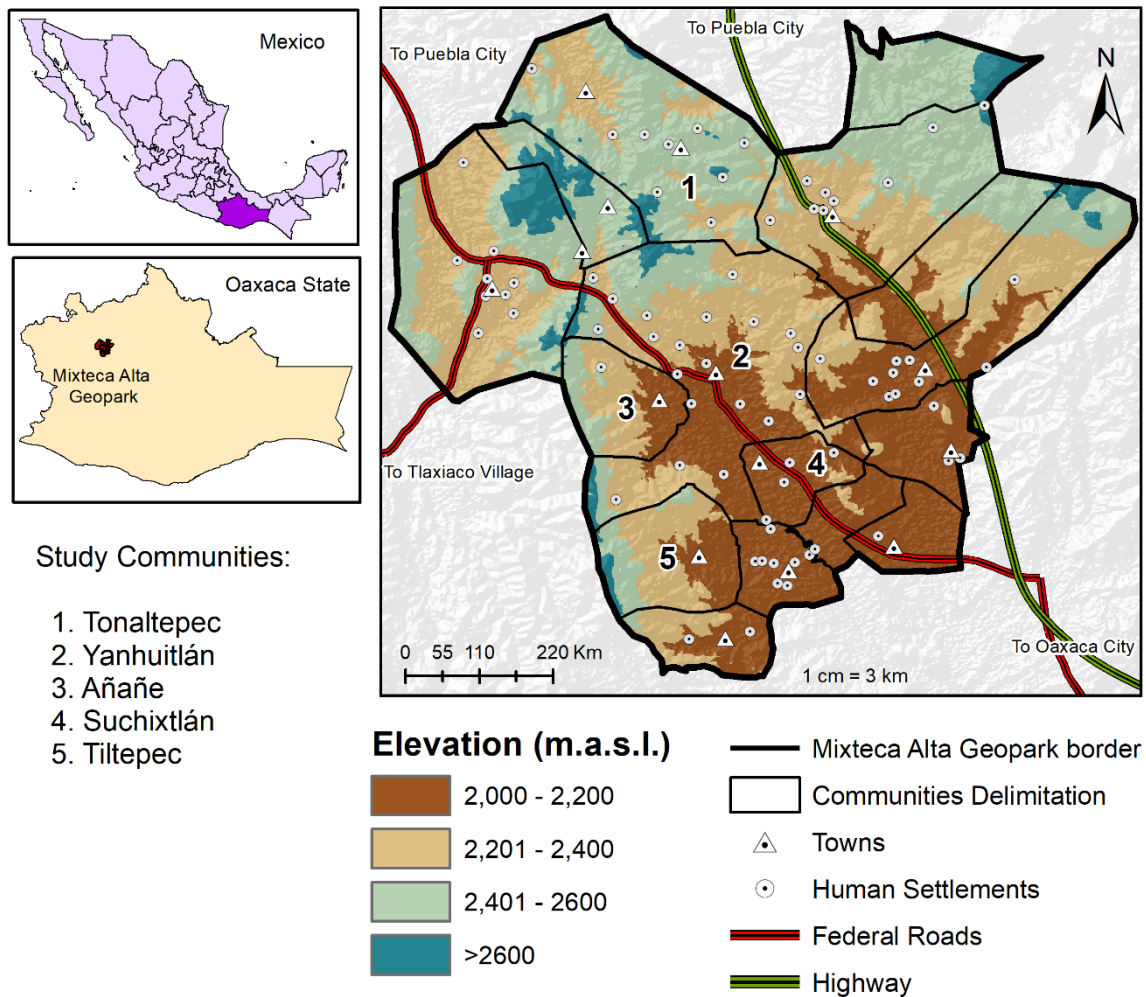 Mexico
Oaxaca State
Mixteca Alta
Geopark
Study Communities:
1. Tonaltepec
2. Yanhuitlán
3. Añañe
4. Suchixtlán
5. Tiltepec
To Puebla City
To Puebla City
N
1
2
3
4
5
To Tlaxiaco Village
To Oaxaca City
0 55 110 220 Km
1 cm = 3 km
Elevation (m.a.s.l.)
2,000 - 2,200
2,201 - 2,400
2,401 - 2600
>2600
Mixteca Alta Geopark border
Communities Delimitation
Towns
Human Settlements
Federal Roads
Highway